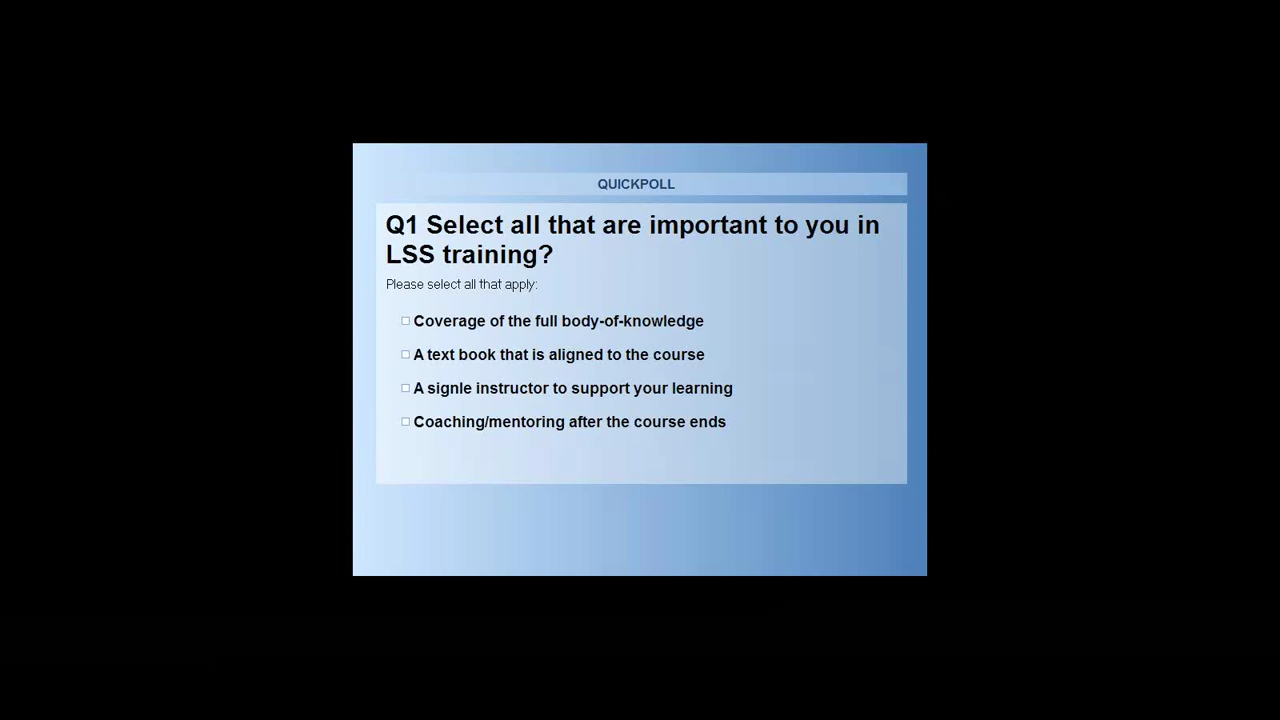 QUICKPOLL
Q1 Select all that are important to you in
LSS training?
Please select all that apply:
Coverage of the full body-of-knowledge
A text book that is aligned to the course
A signle instructor to support your learning
Coaching/mentoring after the course ends